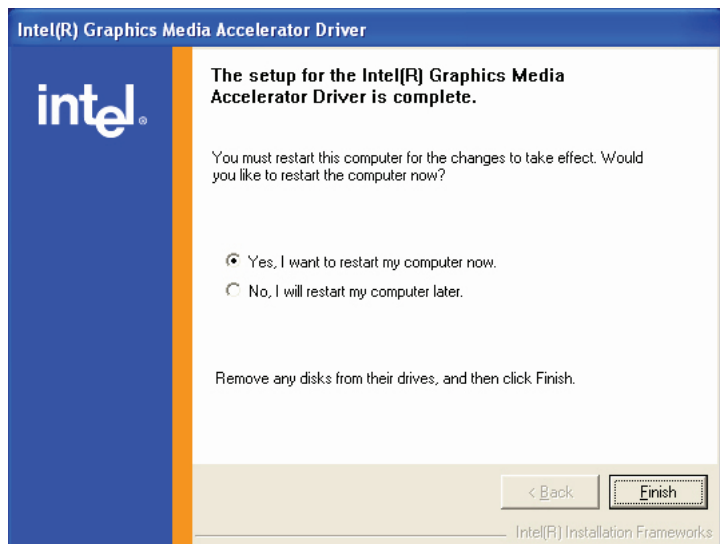 Intel(R) Graphics Media Accelerator Driver
intel®
The setup for the Intel(R) Graphics Media
Accelerator Driver is complete.
You must restart this computer for the changes to take effect. Would
you like to restart the computer now?
Yes, I want to restart my computer now.
No, I will restart my computer later.
Remove any disks from their drives, and then click Finish.
< Back
Finish
Intel(R) Installation Frameworks